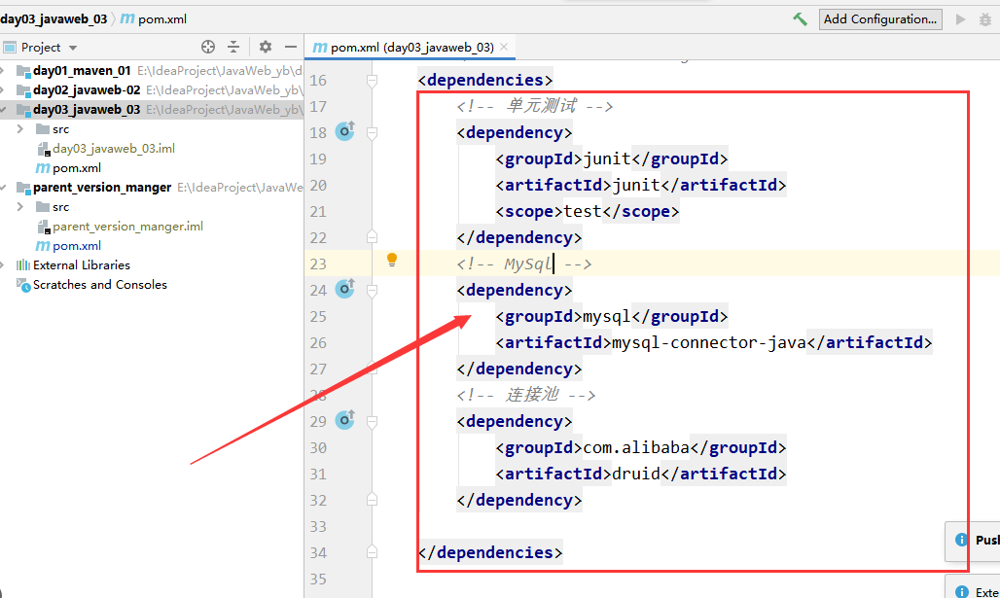 day03_javaweb_03 pom.xml
Add Configuration...
Project
pom.xml (day03_javaweb_03)
day01_maven_01 E:\IdeaProject\JavaWeb_yb\d
day02_javaweb-02 E:\IdeaProject\JavaWeb_yb\
day03_javaweb_03 E:\IdeaProject\JavaWeb_yb\
src
day03_javaweb_03.iml
pom.xml
parent_version_manger E:\IdeaProject\JavaWe
src
parent_version_manger.iml
pom.xml
External Libraries
Scratches and Consoles
16 <dependencies>
17 <!-- 单元测试 -->
18 <dependency>
19 <groupId>junit</groupId>
20 <artifactId>junit</artifactId>
21 <scope>test</scope>
22 </dependency>
23 <!-- MySql -->
24 <dependency>
25 <groupId>mysql</groupId>
26 <artifactId>mysql-connector-java</artifactId>
27 </dependency>
28 <!-- 连接池 -->
29 <dependency>
30 <groupId>com.alibaba</groupId>
31 <artifactId>druid</artifactId>
32 </dependency>
33
34 </dependencies>
35
Push
Exte